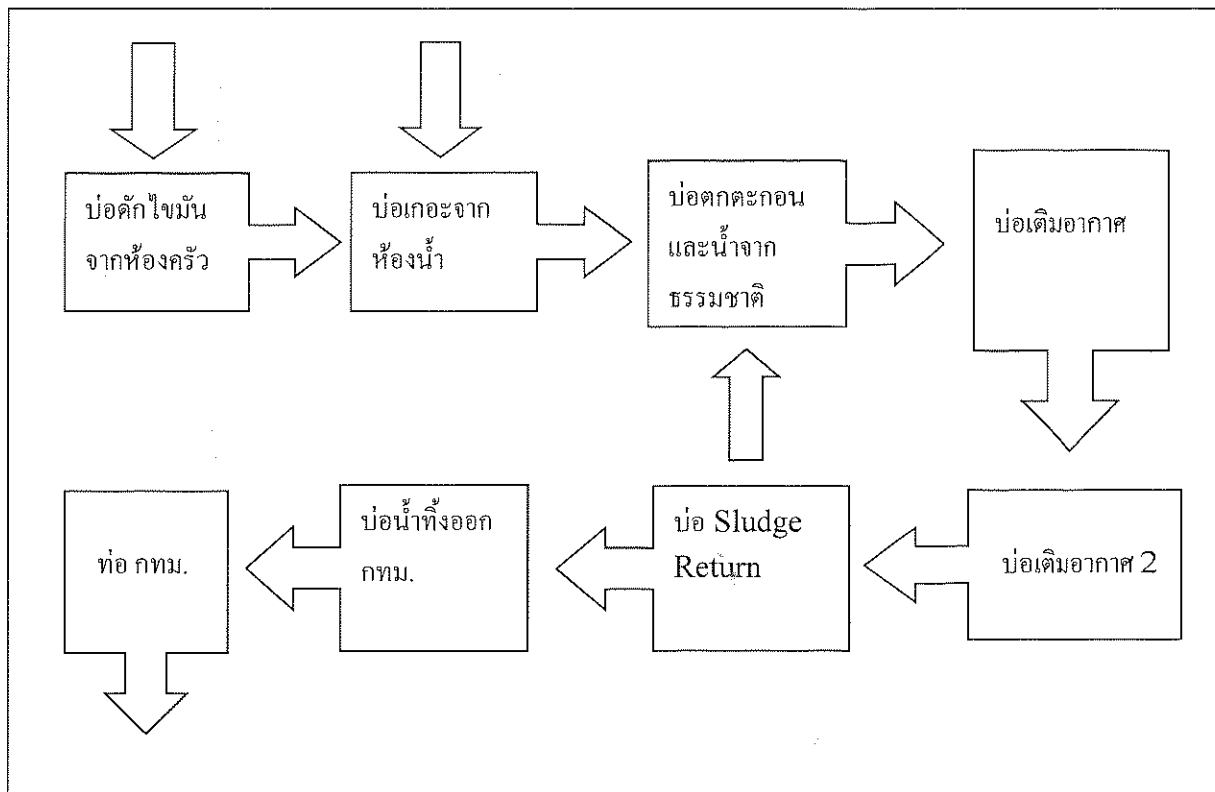 บ่อดักไขมัน
จากห้องครัว
บ่อเกอะจาก
ห้องน้ำ
บ่อตกตะกอน
และน้ำจาก
ธรรมชาติ
บ่อเติมอากาศ
ท่อ กทม.
บ่อน้ำทิ้งออก
กทม.
บ่อ Sludge
Return
บ่อเติมอากาศ 2